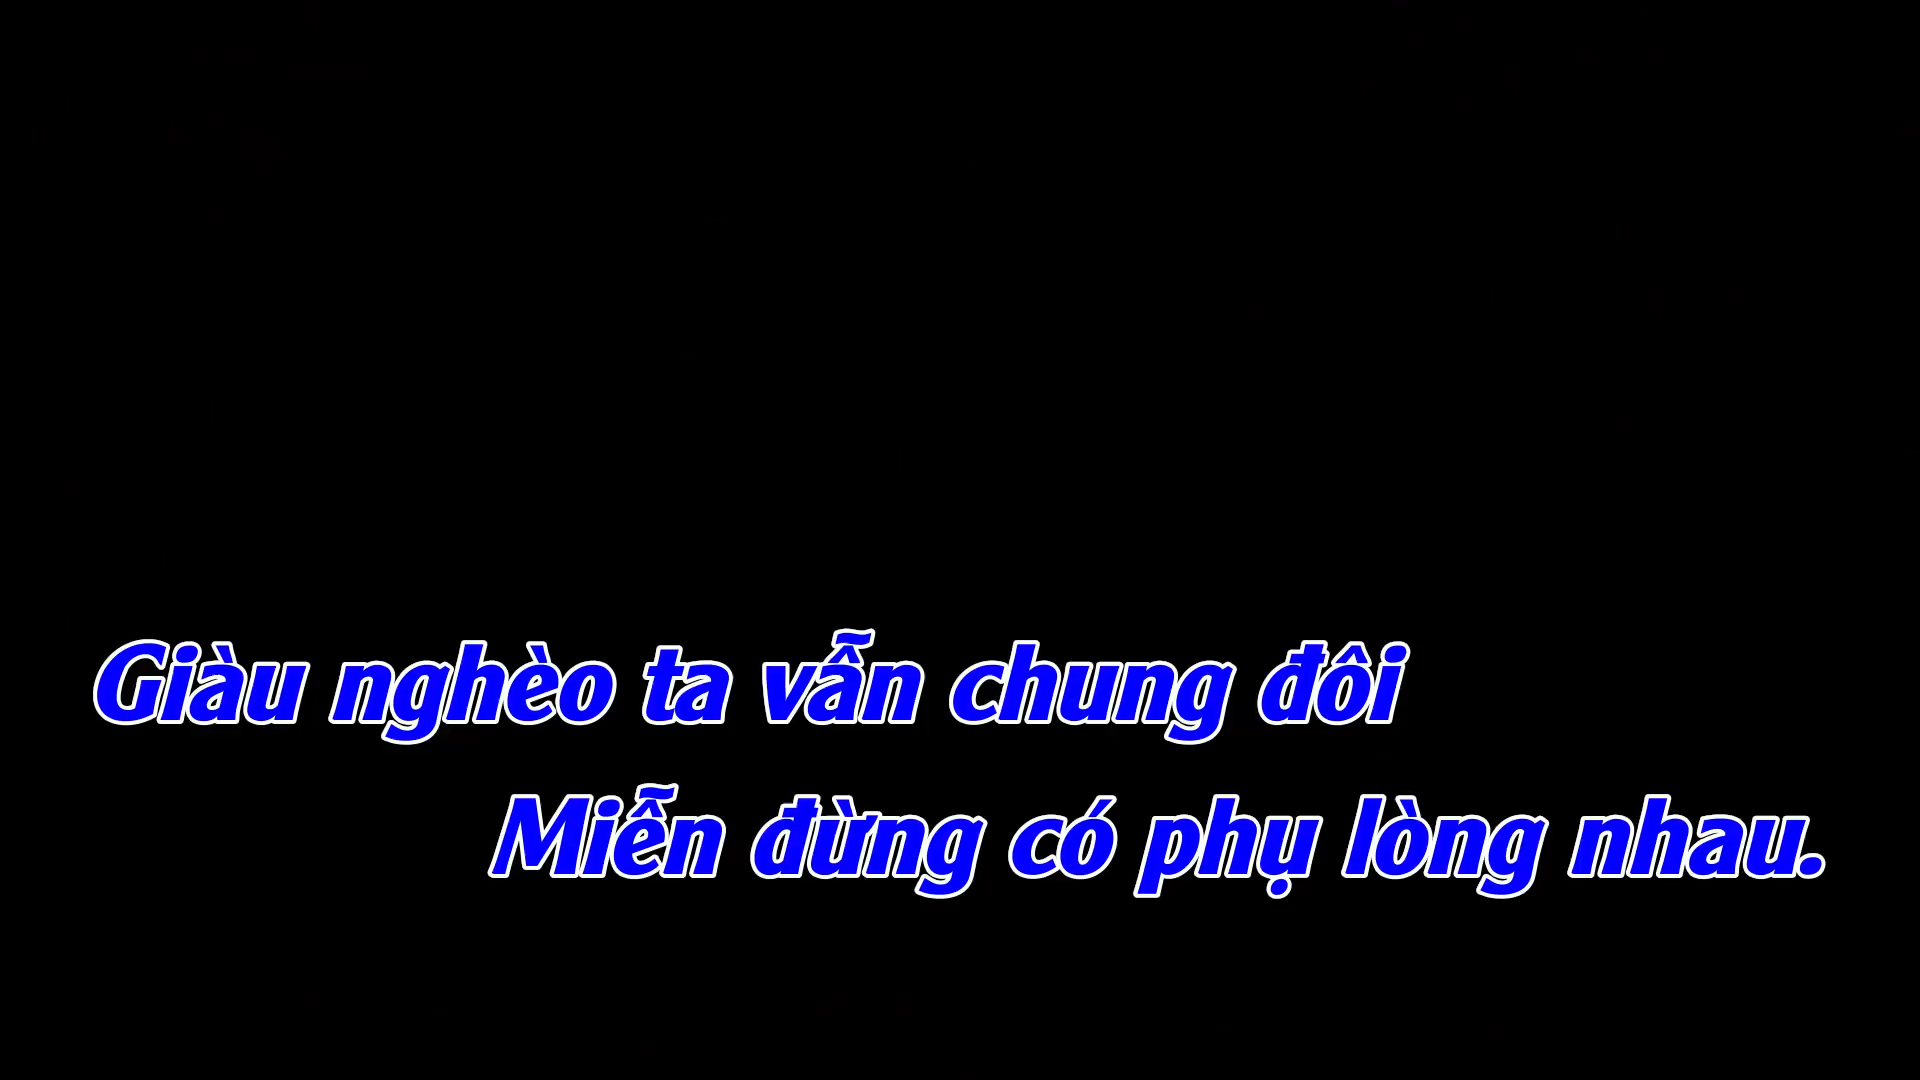 Giàu nghèo ta vẫn chung đôi
Miễn đừng có phụ lòng nhau.